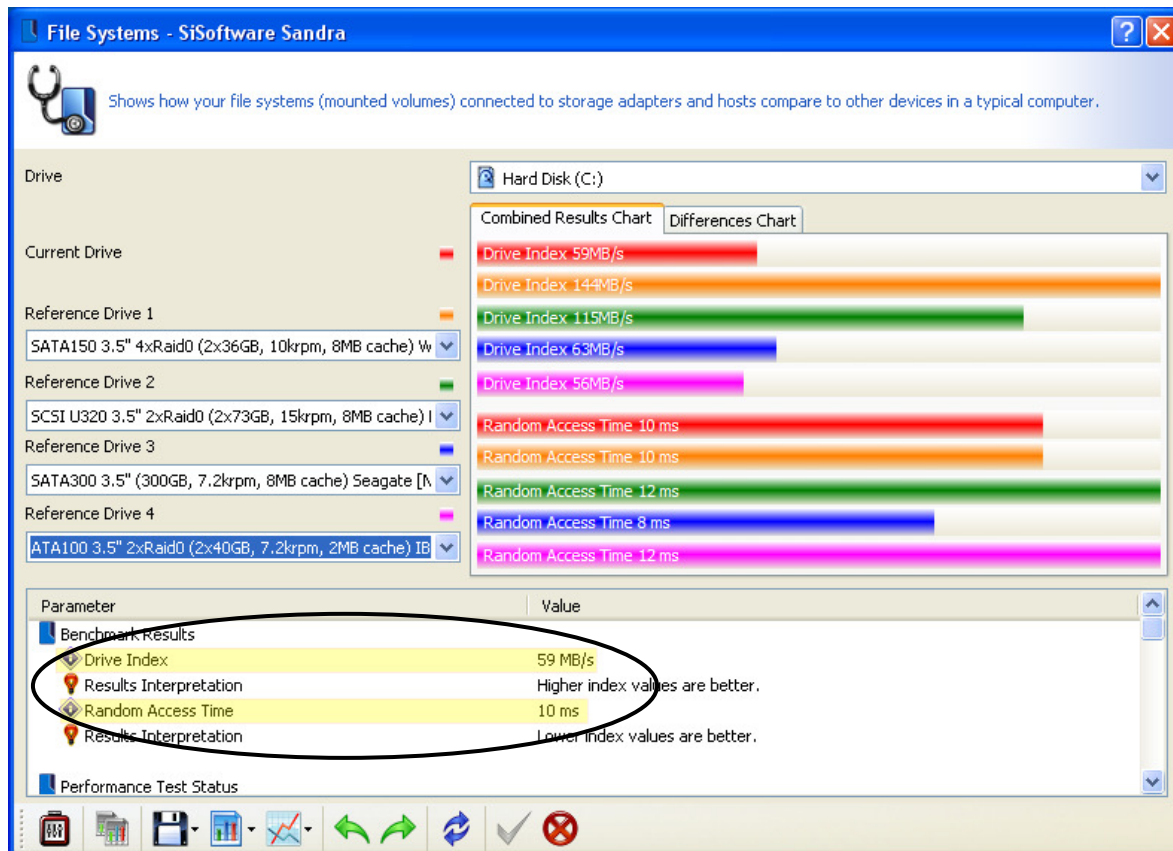 File Systems - SiSoftware Sandra
Shows how your file systems (mounted volumes) connected to storage adapters and hosts compare to other devices in a typical computer.
Drive
Hard Disk (C:)
Combined Results Chart Differences Chart
Current Drive
Reference Drive 1
SATA150 3.5" 4xRaid0 (2x36GB, 10krpm, 8MB cache) W
Reference Drive 2
SCSI U320 3.5" 2xRaid0 (2x73GB, 15krpm, 8MB cache)
Reference Drive 3
SATA300 3.5" (300GB, 7.2krpm, 8MB cache) Seagate
Reference Drive 4
ATA100 3.5" 2xRaid0 (2x40GB, 7.2krpm, 2MB cache) IB
Drive Index 59MB/s
Drive Index 144MB/s
Drive Index 115MB/s
Drive Index 63MB/s
Drive Index 56MB/s
Random Access Time 10 ms
Random Access Time 10 ms
Random Access Time 12 ms
Random Access Time 8 ms
Random Access Time 12 ms
Parameter Value
Benchmark Results
Drive Index 59 MB/s
Results Interpretation Higher index values are better.
Random Access Time 10 ms
Results Interpretation Lower index values are better.
Performance Test Status